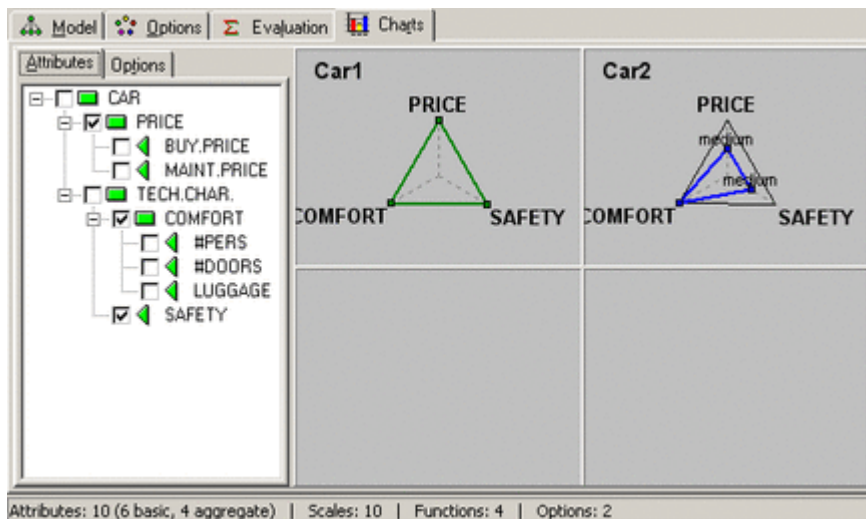 Model Options Evaluation Charts
Attributes Options
CAR
PRICE
BUY.PRICE
MAINT.PRICE
TECH.CHAR.
COMFORT
#PERS
#DOORS
LUGGAGE
SAFETY
Car1
PRICE
COMFORT SAFETY
Car2
PRICE
medium
medium
COMFORT SAFETY
Attributes: 10 (6 basic, 4 aggregate) | Scales: 10 | Functions: 4 | Options: 2